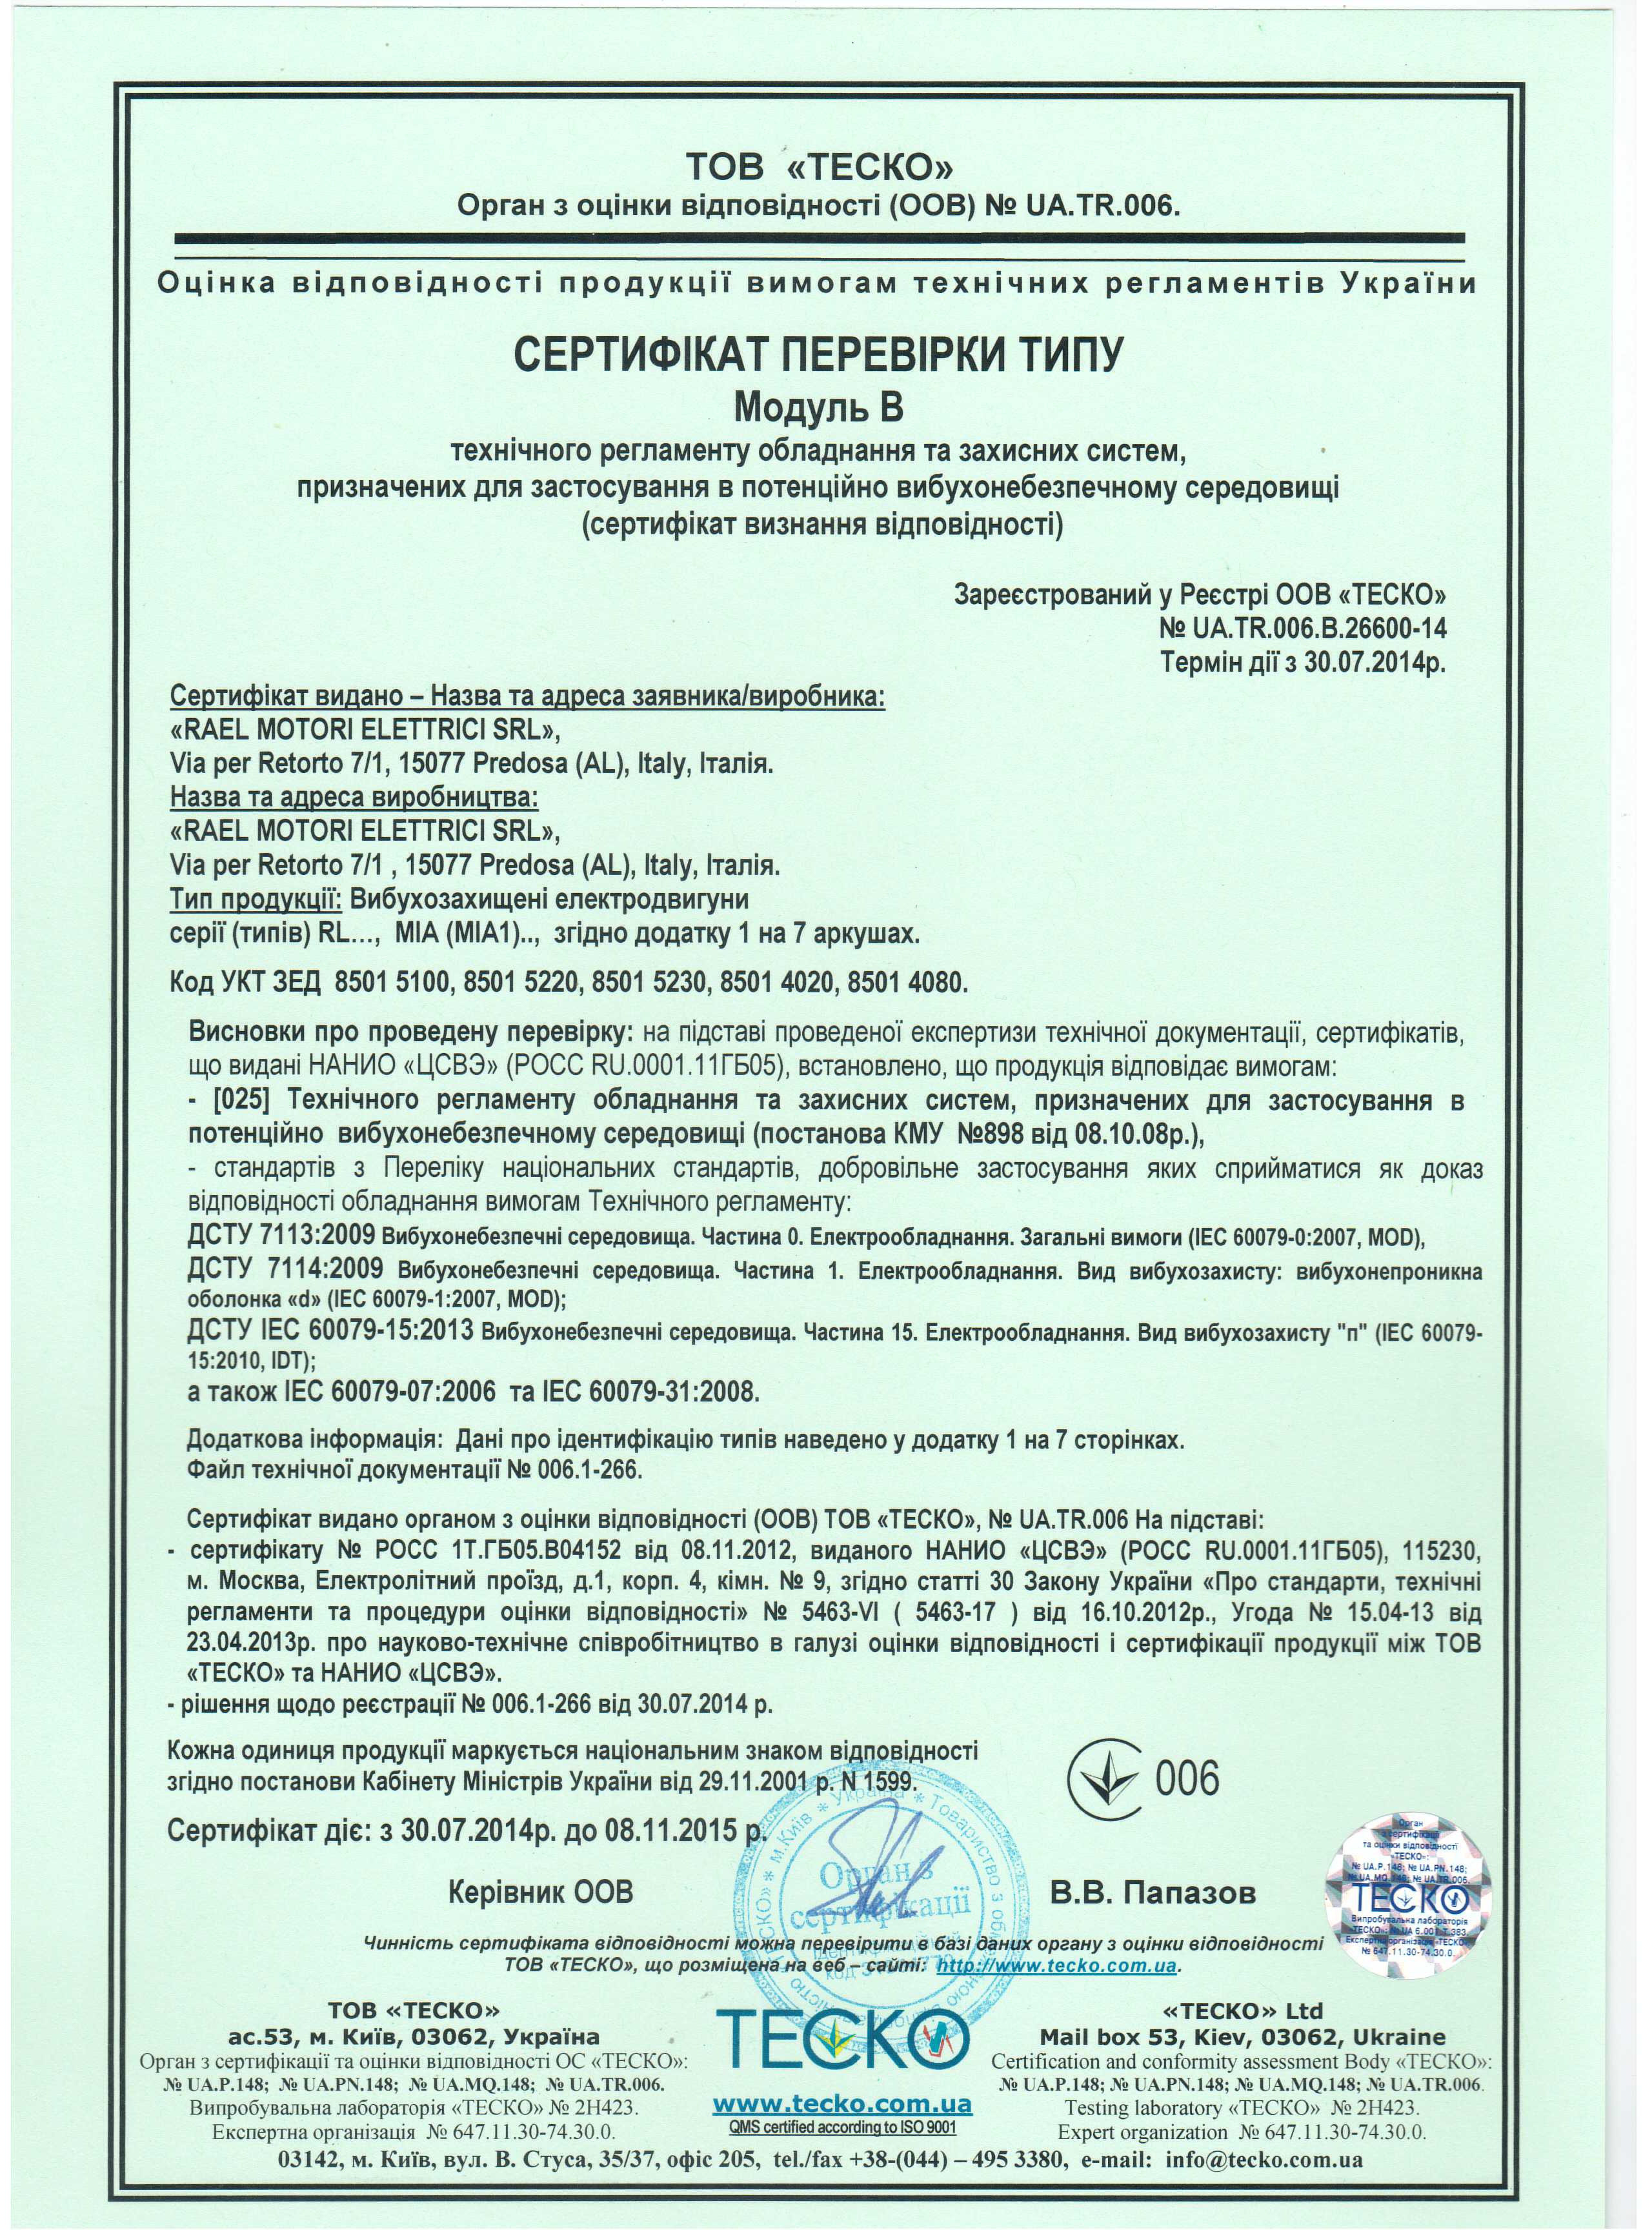 ТОВ «ТЕСКО»
Орган з оцінки відповідності (ООВ) № UA.TR.006.
Оцінка відповідності продукції вимогам технічних регламентів України
СЕРТИФІКАТ ПЕРЕВІРКИ ТИПУ
Модуль В
технічного регламенту обладнання та захисних систем,
призначених для застосування в потенційно вибухонебезпечному середовищі
(сертифікат визнання відповідності)
Зареєстрований у Реєстрі ООВ «ТЕСКО»
№ UA.TR.006.B.26600-14
Термін дії з 30.07.2014р.
Сертифікат видано – Назва та адреса заявника/виробника:
«RAEL MOTORI ELETTRICI SRL»,
Via per Retorto 7/1, 15077 Predosa (AL), Italy, Італія.
Назва та адреса виробництва:
«RAEL MOTORI ELETTRICI SRL»,
Via per Retorto 7/1 , 15077 Predosa (AL), Italy, Італія.
Тип продукції: Вибухозахищені електродвигуни
серії (типів) RL…, MIA (MIA1).., згідно додатку 1 на 7 аркушах.
Код УКТ ЗЕД 8501 5100, 8501 5220, 8501 5230, 8501 4020, 8501 4080.
Висновки про проведену перевірку: на підставі проведеної експертизи технічної документації, сертифікатів,
що видані НАНИО «ЦСВЭ» (РОСС RU.0001.11ГБ05), встановлено, що продукція відповідає вимогам:
- [025] Технічного регламенту обладнання та захисних систем, призначених для застосування в
потенційно вибухонебезпечному середовищі (постанова КМУ №898 від 08.10.08р.),
- стандартів з Переліку національних стандартів, добровільне застосування яких сприйматися як доказ
відповідності обладнання вимогам Технічного регламенту:
ДСТУ 7113:2009 Вибухонебезпечні середовища. Частина 0. Електрообладнання. Загальні вимоги (IEC 60079-0:2007, MOD),
ДСТУ 7114:2009 Вибухонебезпечні середовища. Частина 1. Електрообладнання. Вид вибухозахисту: вибухонепроникна
оболонка «d» (IEC 60079-1:2007, MOD);
ДСТУ IEC 60079-15:2013 Вибухонебезпечні середовища. Частина 15. Електрообладнання. Вид вибухозахисту "п" (IEC 60079-
15:2010, IDT);
а також IEC 60079-07:2006 та IEC 60079-31:2008.
Додаткова інформація: Дані про ідентифікацію типів наведено у додатку 1 на 7 сторінках.
Файл технічної документації № 006.1-266.
Сертифікат видано органом з оцінки відповідності (ООВ) ТОВ «ТЕСКО», № UA.TR.006 На підставі:
- сертифікату № РОСС 1Т.ГБ05.В04152 від 08.11.2012, виданого НАНИО «ЦСВЭ» (РОСС RU.0001.11ГБ05), 115230,
м. Москва, Електролітний проїзд, д.1, корп. 4, кімн. № 9, згідно статті 30 Закону України «Про стандарти, технічні
регламенти та процедури оцінки відповідності» № 5463-VI ( 5463-17 ) від 16.10.2012р., Угода № 15.04-13 від
23.04.2013р. про науково-технічне співробітництво в галузі оцінки відповідності і сертифікації продукції між ТОВ
«ТЕСКО» та НАНИО «ЦСВЭ».
- рішення щодо реєстрації № 006.1-266 від 30.07.2014 р.
Кожна одиниця продукції маркується національним знаком відповідності
згідно постанови Кабінету Міністрів України від 29.11.2001 р. N 1599.
006
Сертифікат діє: з 30.07.2014р. до 08.11.2015 р.
Керівник ООВ
В.В. Папазов
м.Київ * Україна * Товариство з
Орган з
сертифікації
Орган
з сертифікації
та оцінки відповідності
«ТЕСКО»:
№ UA.P.148; № UA.PN.148;
№ UA.MQ.148; № UA.TR.006.
ТЕСКО
Випробувальна лабораторія
Експертна організація «ТЕСКО»
№ 647.11.30-74.30.0.
Чинність сертифіката відповідності можна перевірити в базі даних органу з оцінки відповідності
ТОВ «ТЕСКО», що розміщена на веб – сайті: http://www.tecko.com.ua.
ТОВ «ТЕСКО»
ас.53, м. Київ, 03062, Україна
Орган з сертифікації та оцінки відповідності ОС «ТЕСКО»:
№ UA.P.148; № UA.PN.148; № UA.MQ.148; № UA.TR.006.
Випробувальна лабораторія «ТЕСКО» № 2Н423.
Експертна організація № 647.11.30-74.30.0.
ТЕСКО
www.tecko.com.ua
QMS certified according to ISO 9001
«TECKO» Ltd
Mail box 53, Kiev, 03062, Ukraine
Certification and conformity assessment Body «TECKO»:
№ UA.P.148; № UA.PN.148; № UA.MQ.148; № UA.TR.006.
Testing laboratory «TECKO» № 2H423.
Expert organization № 647.11.30-74.30.0.
03142, м. Київ, вул. В. Стуса, 35/37, офіс 205, tel./fax +38-(044) – 495 3380, e-mail: info@tecko.com.ua